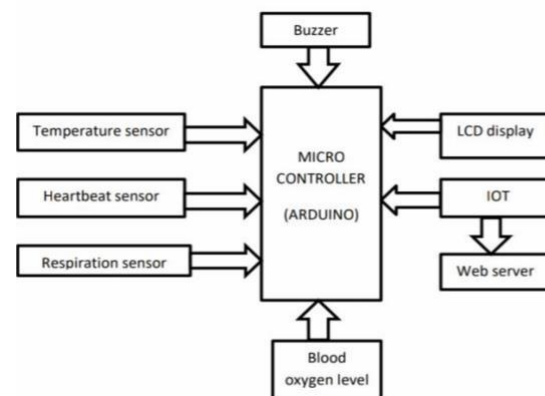 Buzzer
Temperature sensor
Heartbeat sensor
Respiration sensor
MICRO
CONTROLLER
(ARDUINO)
LCD display
IOT
Web server
Blood
oxygen level